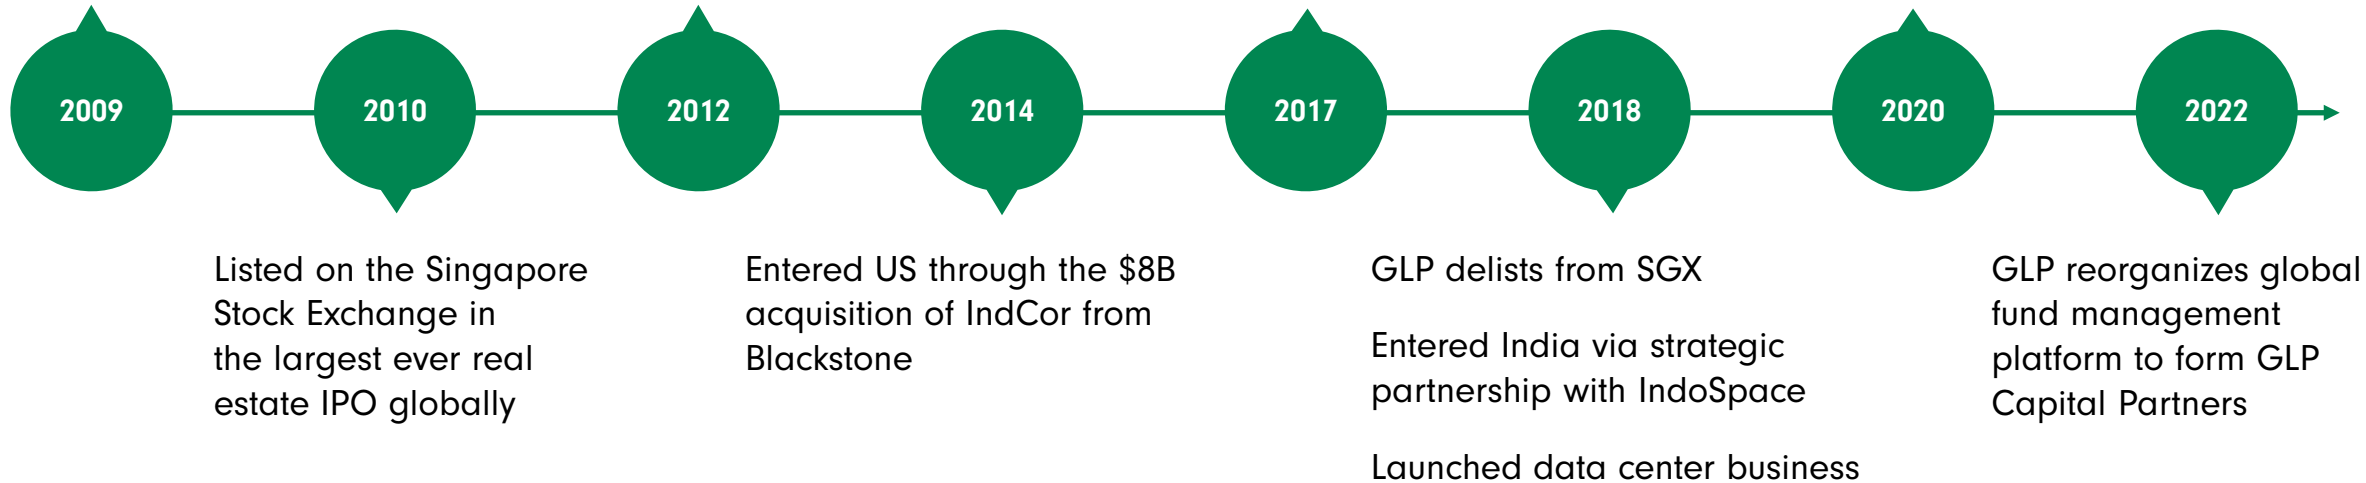 2009
2010
2012
2014
2017
2018
2020
2022
Listed on the Singapore
Stock Exchange in
the largest ever real
estate IPO globally
Entered US through the $8B
acquisition of IndCor from
Blackstone
GLP delists from SGX
Entered India via strategic
partnership with IndoSpace
Launched data center business
GLP reorganizes global
fund management
platform to form GLP
Capital Partners